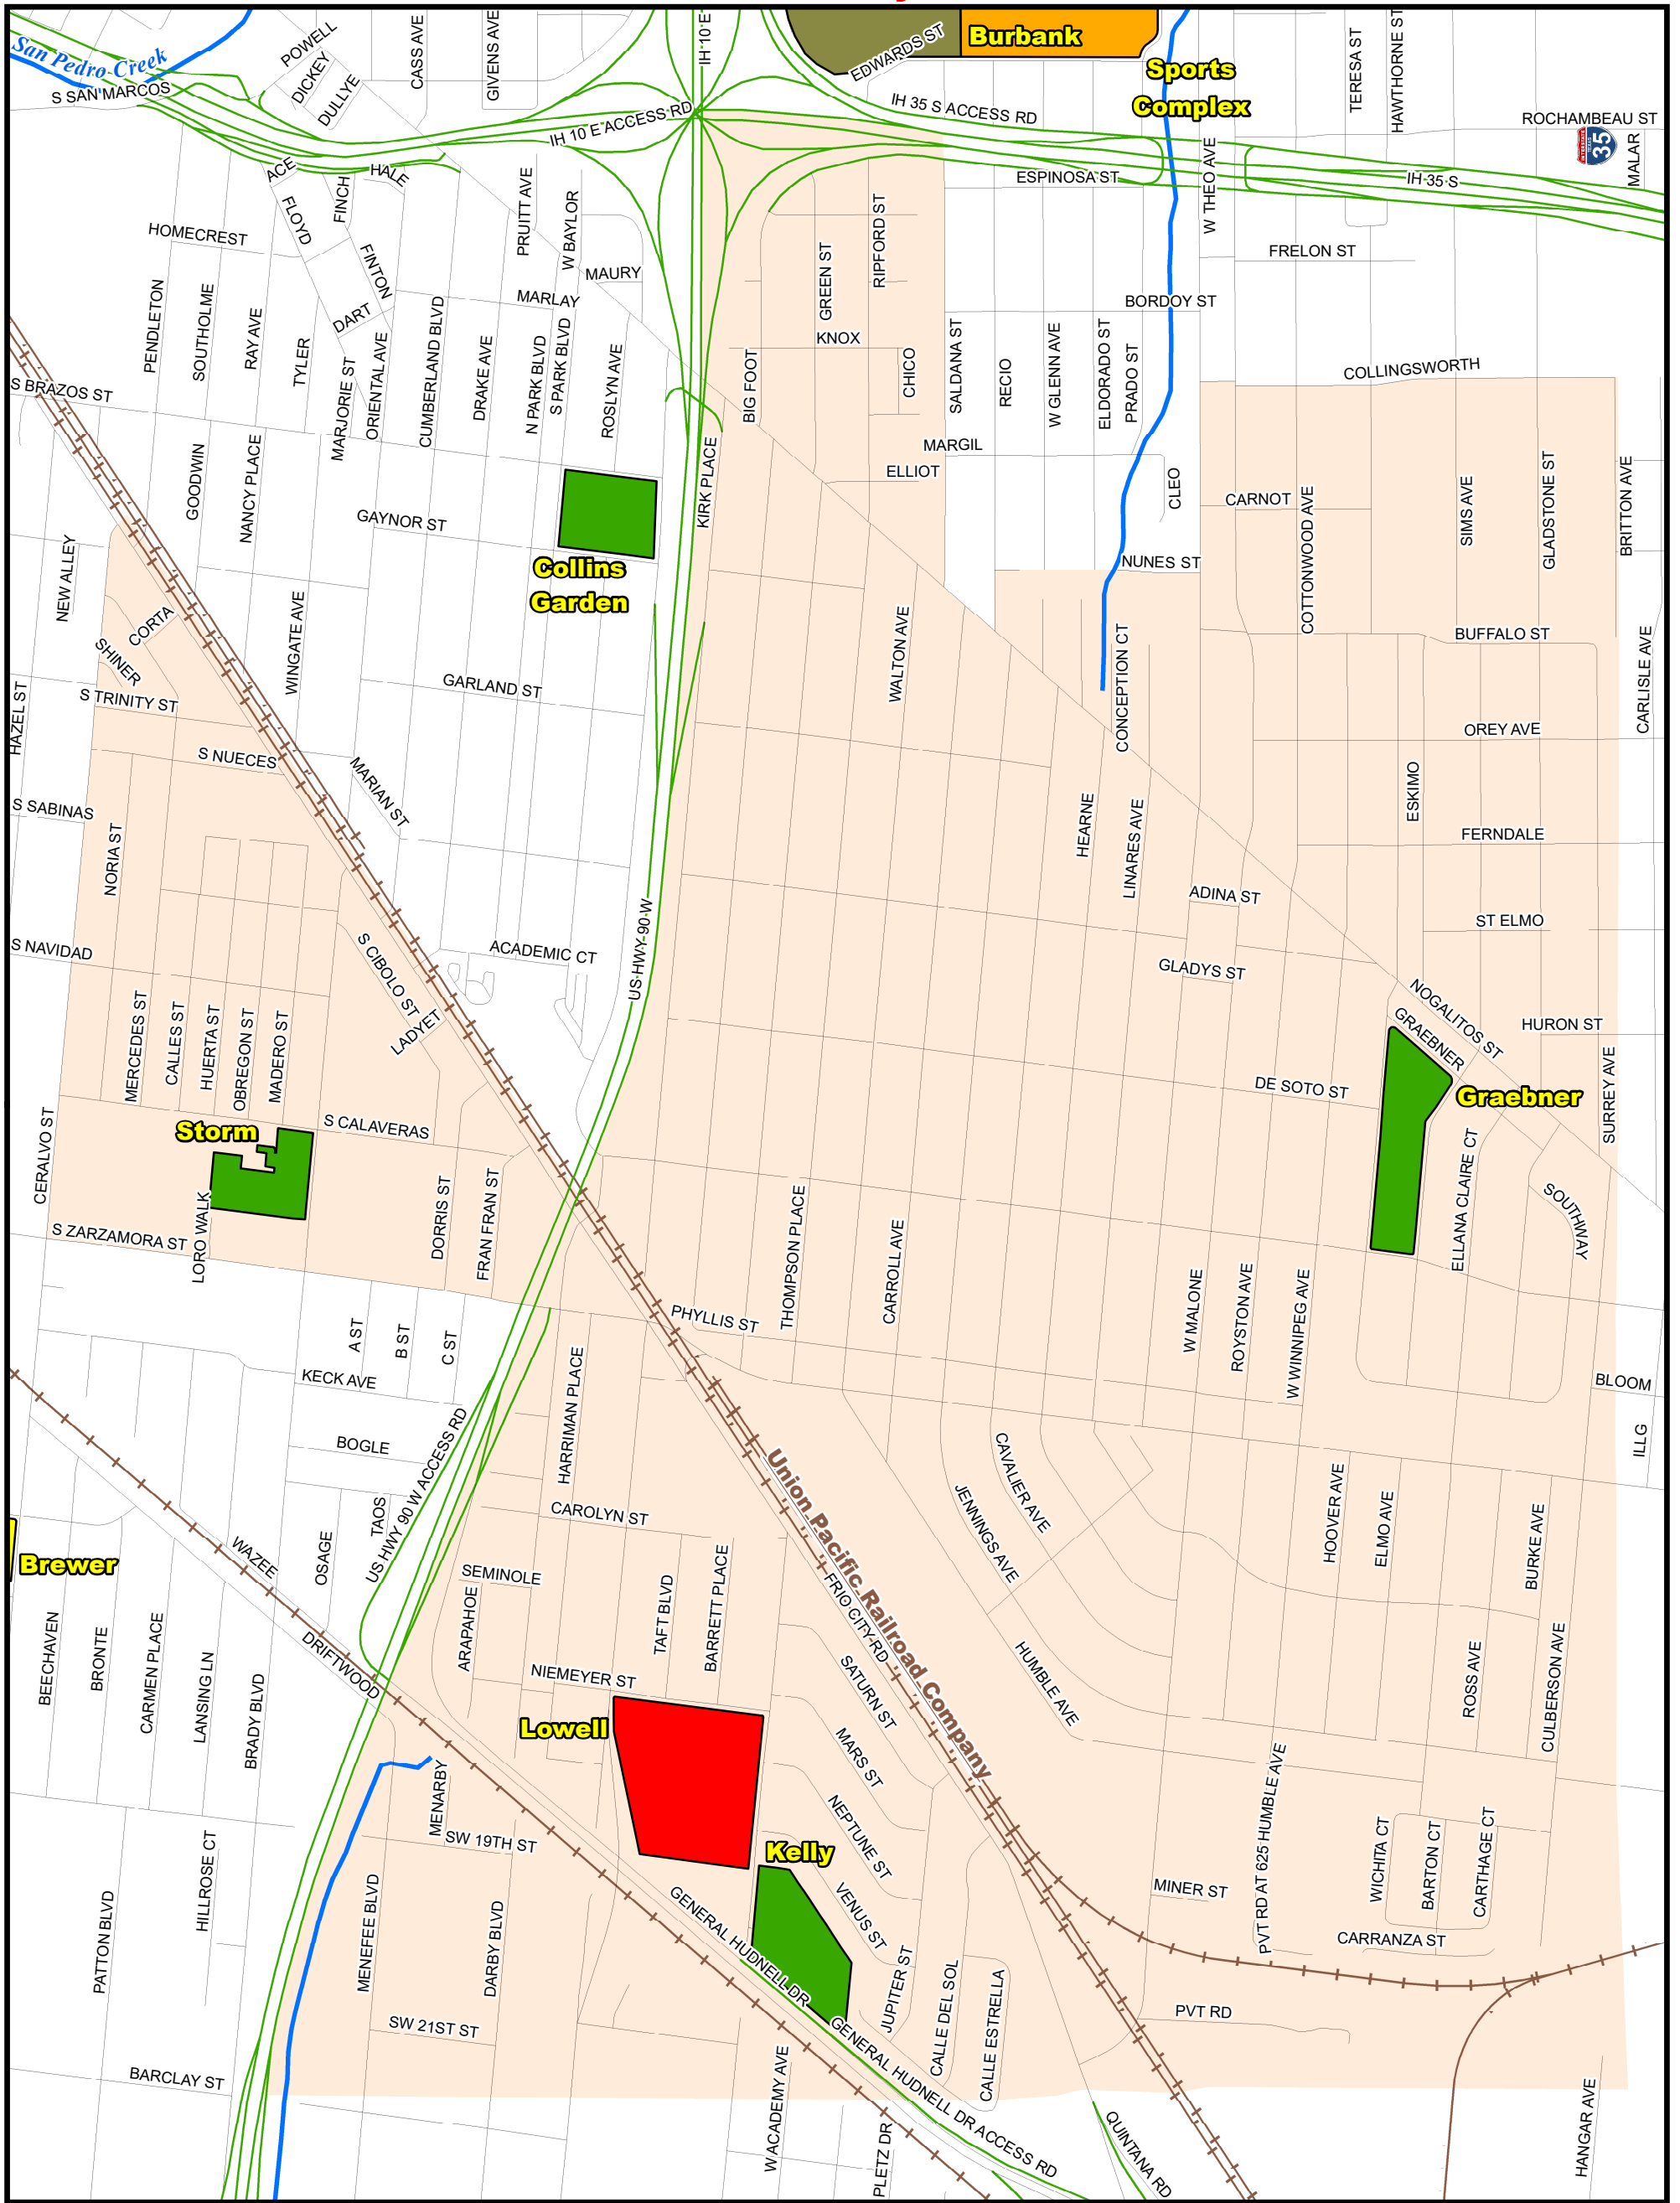 San Pedro Creek
S SAN MARCOS
POWELL
DICKEY
DULLYE
CASS AVE
GIVENS AVE
IH 10 E
IH 10 E ACCESS RD
EDWARDS ST
Burbank
Sports
Complex
IH 35 S ACCESS RD
TERESA ST
HAWTHORNE ST
ROCHAMBEAU ST
INTERSTATE
TEXAS
35
MALAR
IH 35 S
ESPINOSA ST
W THEO AVE
ACE
HALE
FINCH
FLOYD
FINTON
HOMECREST
PRUITT AVE
W BAYLOR
MAURY
MARLAY
GREEN ST
RIPFORD ST
FRELON ST
BORDOY ST
PENDLETON
SOUTHOLME
RAY AVE
TYLER
DART
MARJORIE ST
ORIENTAL AVE
CUMBERLAND BLVD
DRAKE AVE
N PARK BLVD
S PARK BLVD
ROSLYN AVE
BIG FOOT
KNOX
CHICO
SALDANA ST
RECIO
W GLENN AVE
ELDORADO ST
PRADO ST
COLLINGSWORTH
S BRAZOS ST
GOODWIN
NANCY PLACE
GAYNOR ST
Collins
Garden
KIRK PLACE
MARGIL
ELLIOT
CLEO
CARNOT
COTTONWOOD AVE
SIMS AVE
GLADSTONE ST
BRITTON AVE
NEW ALLEY
NUNES ST
CORTA
SHINER
WINGATE AVE
WALTON AVE
CONCEPTION CT
BUFFALO ST
CARLISLE AVE
HAZEL ST
S TRINITY ST
GARLAND ST
OREY AVE
S NUECES
MARIAN ST
ESKIMO
S SABINAS
NORIA ST
HEARNE
LINARES AVE
FERNDALE
ADINA ST
ST ELMO
S NAVIDAD
S CIBOLO ST
ACADEMIC CT
US HWY 90 W
GLADYS ST
NOGALITOS ST
GRAEBNER
HURON ST
MERCEDES ST
CALLES ST
HUERTA ST
OBREGON ST
MADERO ST
LADYET
DE SOTO ST
Graebner
SURREY AVE
CERALVO ST
Storm
S CALAVERAS
LORO WALK
S ZARZAMORA ST
DORRIS ST
FRAN FRAN ST
THOMPSON PLACE
CARROLL AVE
ELLANA CLAIRE CT
SOUTHWAY
W MALONE
ROYSTON AVE
W WINNIPEG AVE
PHYLLIS ST
A ST
B ST
C ST
KECK AVE
HARRIMAN PLACE
BLOOM
ILLG
BOGLE
US HWY 90 W ACCESS RD
CAROLYN ST
Union Pacific Railroad Company
FRIO CITY RD
CAVALIER AVE
JENNINGS AVE
HOOVER AVE
ELMO AVE
BURKE AVE
Brewer
WAZEE
OSAGE
TAOS
SEMINOLE
ARAPAHOE
TAFT BLVD
BARRETT PLACE
BEECHAVEN
BRONTE
CARMEN PLACE
LANSING LN
BRADY BLVD
DRIFTWOOD
NIEMEYER ST
SATURN ST
HUMBLE AVE
ROSS AVE
CULBERSON AVE
Lowell
MARS ST
MENARBY
NEPTUNE ST
PVT RD AT 625 HUMBLE AVE
WICHITA CT
BARTON CT
CARTHAGE CT
SW 19TH ST
Kelly
HILLROSE CT
PATTON BLVD
MENEFEE BLVD
DARBY BLVD
GENERAL HUDNELL DR
VENUS ST
MINER ST
CARRANZA ST
JUPITER ST
CALLE DEL SOL
CALLE ESTRELLA
PVT RD
SW 21ST ST
GENERAL HUDNELL DR ACCESS RD
BARCLAY ST
W ACADEMY AVE
PLETZ DR
QUINTANA RD
HANGAR AVE